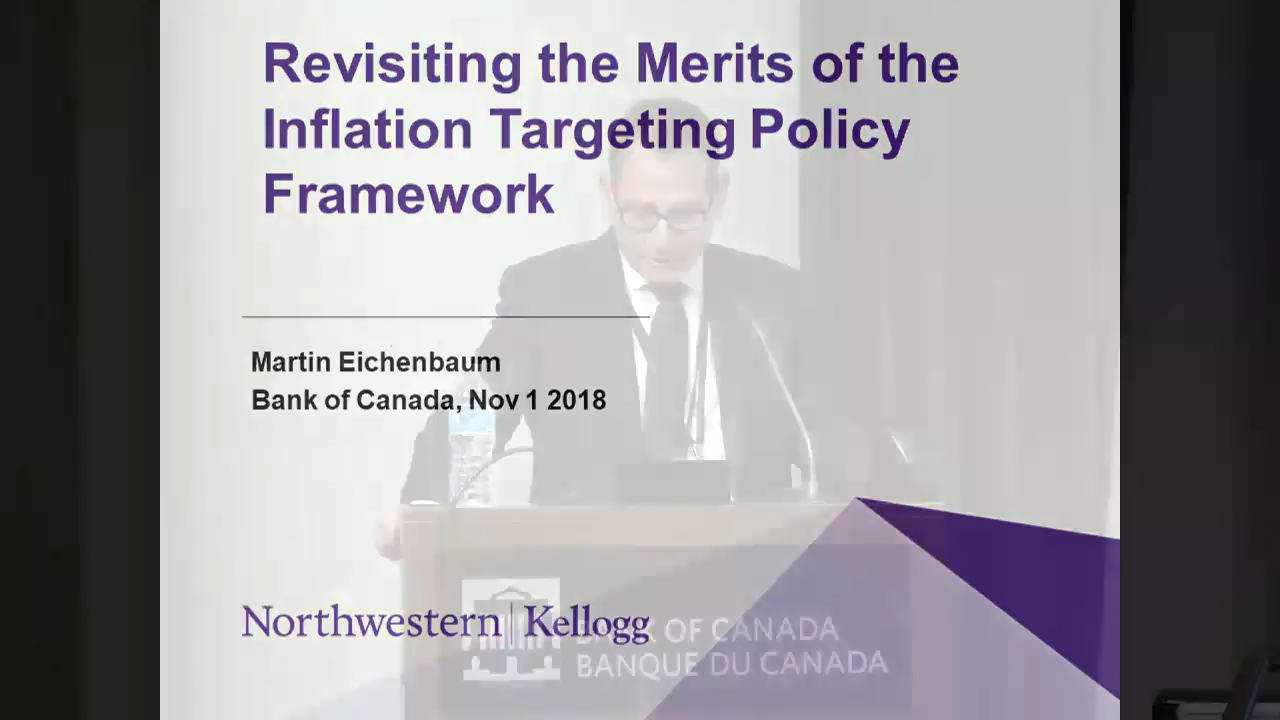 Revisiting the Merits of the
Inflation Targeting Policy
Framework
Martin Eichenbaum
Bank of Canada, Nov 1 2018
Northwestern Kellogg
BANK OF CANADA
BANQUE DU CANADA